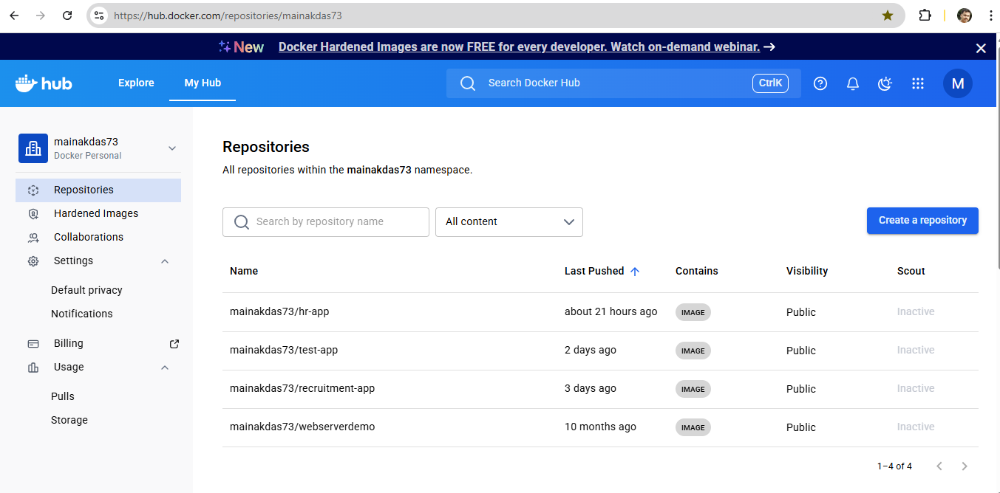 https://hub.docker.com/repositories/mainakdas73
New Docker Hardened Images are now FREE for every developer. Watch on-demand webinar. →
hub Explore My Hub Search Docker Hub CtrlK M
mainakdas73
Docker Personal
Repositories
Hardened Images
Collaborations
Settings
Default privacy
Notifications
Billing
Usage
Pulls
Storage
Repositories
All repositories within the mainakdas73 namespace.
Search by repository name All content Create a repository
Name Last Pushed Contains Visibility Scout
mainakdas73/hr-app about 21 hours ago IMAGE Public Inactive
mainakdas73/test-app 2 days ago IMAGE Public Inactive
mainakdas73/recruitment-app 3 days ago IMAGE Public Inactive
mainakdas73/webserverdemo 10 months ago IMAGE Public Inactive
1–4 of 4